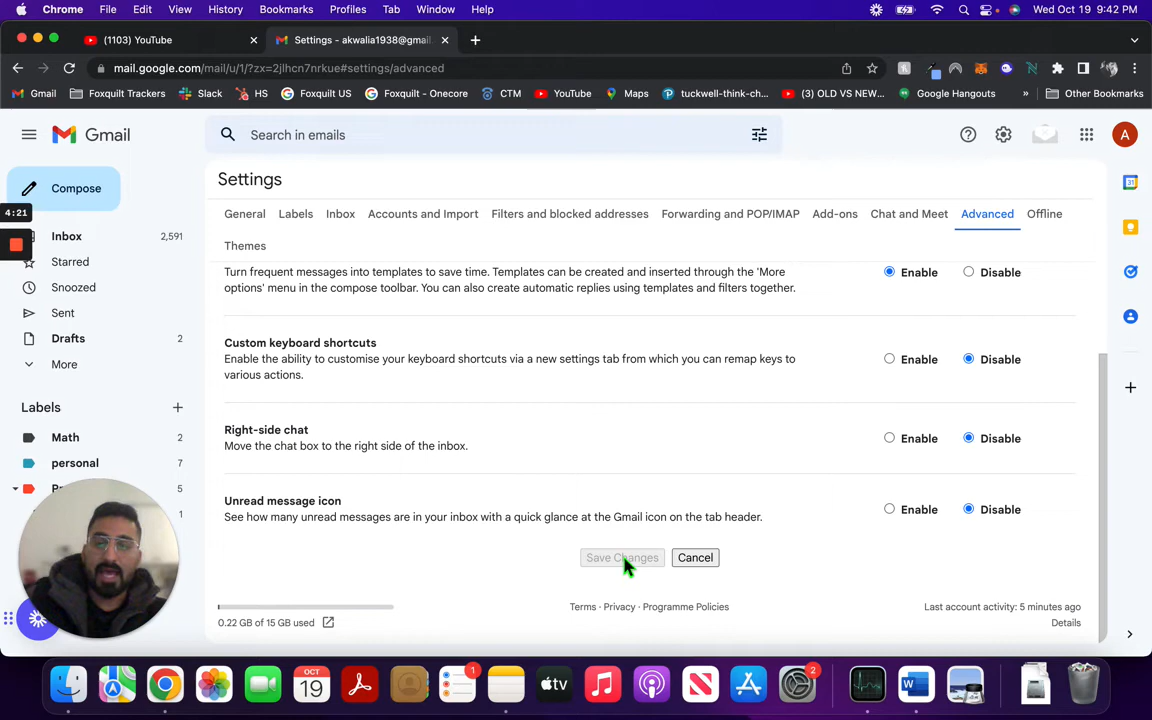 Chrome File Edit View History Bookmarks Profiles Tab Window Help Wed Oct 19 9:42 PM
(1103) YouTube Settings - akwalia1938@gmail.
mail.google.com/mail/u/1/?zx=2jlhcn7nrkue#settings/advanced
Gmail Foxquilt Trackers Slack HS Foxquilt US Foxquilt - Onecore CTM YouTube Maps tuckwell-think-ch... (3) OLD VS NEW... Google Hangouts » Other Bookmarks
Gmail Search in emails A
Settings
Compose
General Labels Inbox Accounts and Import Filters and blocked addresses Forwarding and POP/IMAP Add-ons Chat and Meet Advanced Offline
4:21
Themes
Inbox 2,591
Starred
Snoozed
Sent
Drafts 2
More
Labels
Math 2
personal 7
5
1
Turn frequent messages into templates to save time. Templates can be created and inserted through the 'More
options' menu in the compose toolbar. You can also create automatic replies using templates and filters together.
Enable Disable
Custom keyboard shortcuts
Enable the ability to customise your keyboard shortcuts via a new settings tab from which you can remap keys to
various actions.
Enable Disable
Right-side chat
Move the chat box to the right side of the inbox.
Enable Disable
Unread message icon
See how many unread messages are in your inbox with a quick glance at the Gmail icon on the tab header.
Enable Disable
Save Changes Cancel
0.22 GB of 15 GB used
Terms · Privacy · Programme Policies
Last account activity: 5 minutes ago
Details
OCT
19
1
tv
2
W